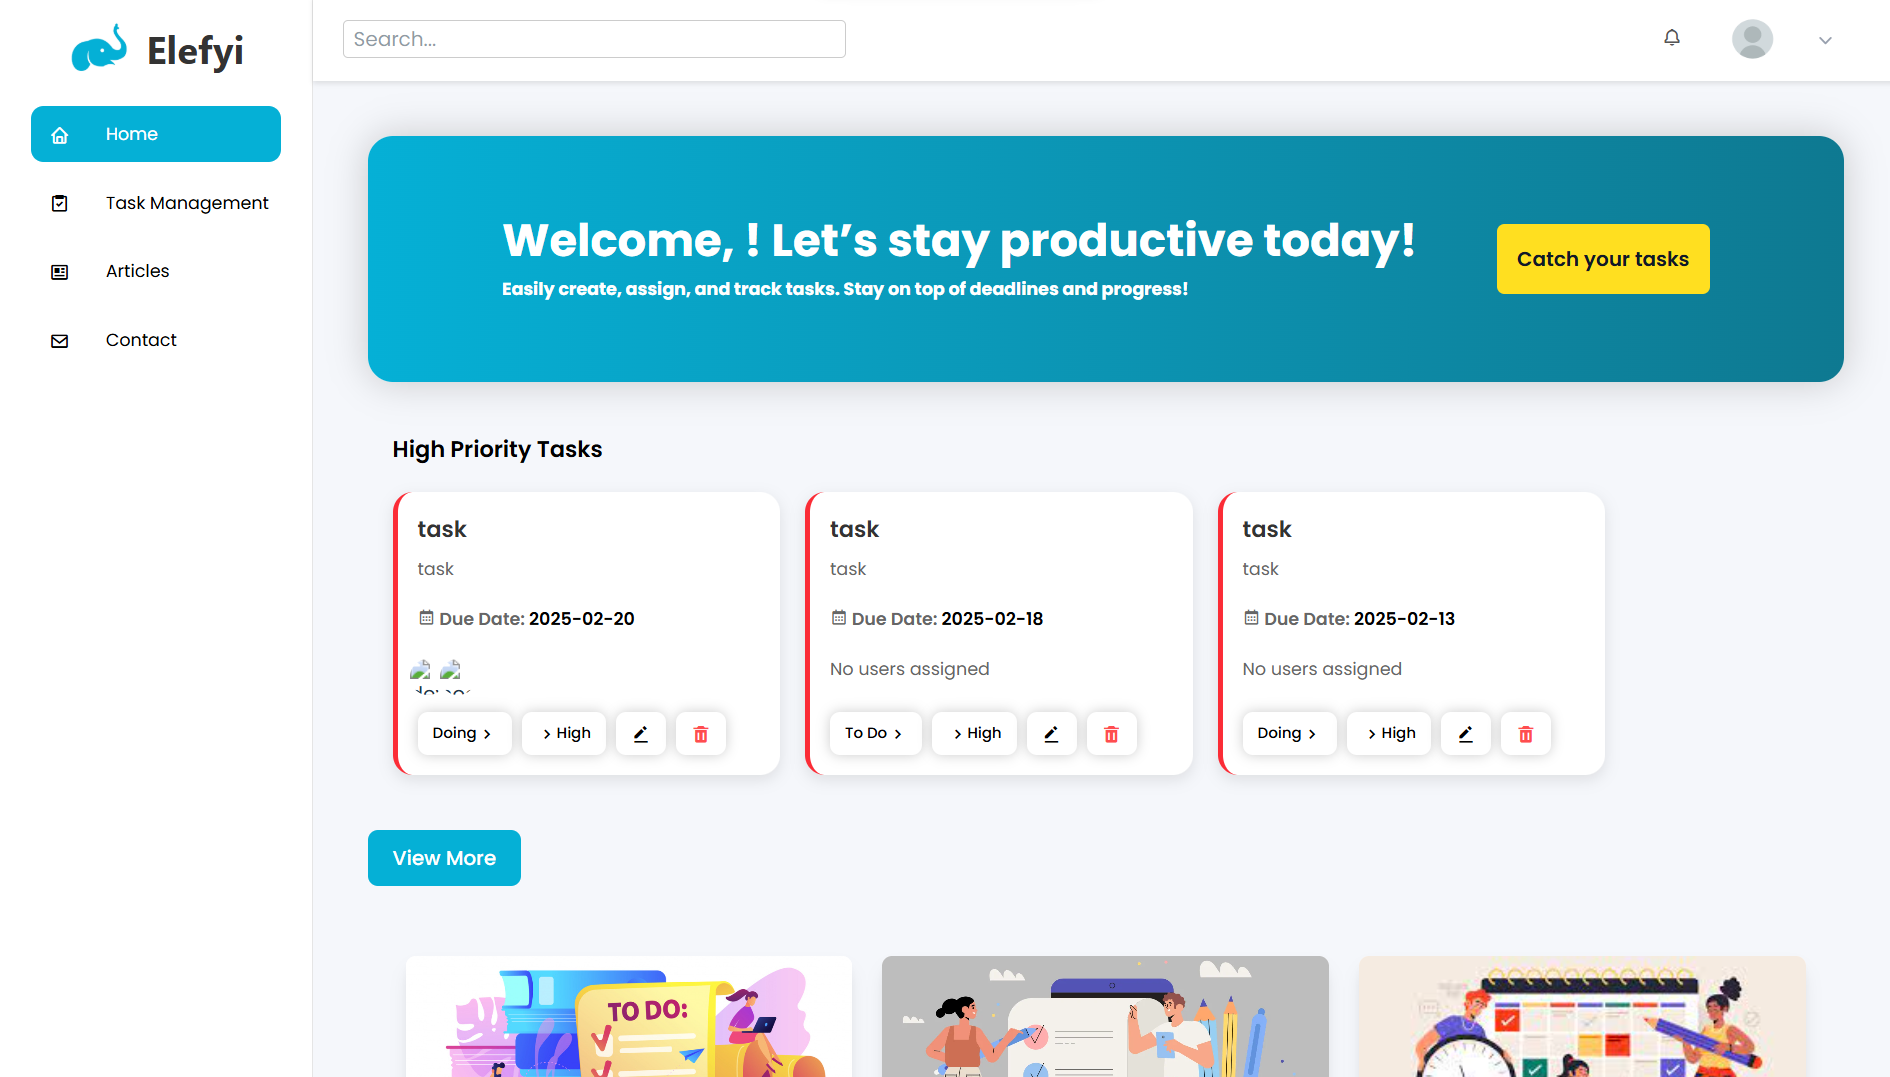 Elefyi
Search...
Home
Task Management
Articles
Contact
Welcome, ! Let’s stay productive today!
Easily create, assign, and track tasks. Stay on top of deadlines and progress!
Catch your tasks
High Priority Tasks
task
task
Due Date: 2025-02-20
Doing
High
task
task
Due Date: 2025-02-18
No users assigned
To Do
High
task
task
Due Date: 2025-02-13
No users assigned
Doing
High
View More
TO DO: